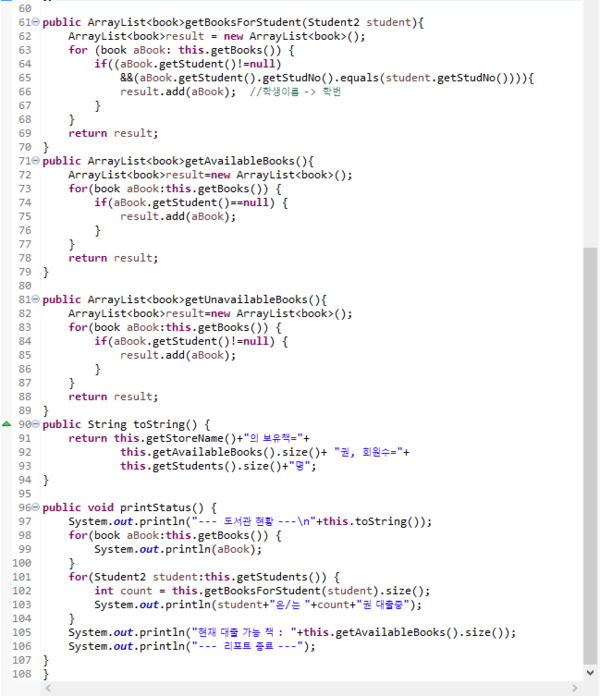 60
61 public ArrayList<book>getBooksForStudent(Student2 student){
62     ArrayList<book>result = new ArrayList<book>();
63     for (book aBook: this.getBooks()) {
64         if((aBook.getStudent()!=null)
65             &&(aBook.getStudent().getStudNo().equals(student.getStudNo()))){
66             result.add(aBook);  //학생이름 -> 학번
67         }
68     }
69     return result;
70 }
71 public ArrayList<book>getAvailableBooks(){
72     ArrayList<book>result=new ArrayList<book>();
73     for(book aBook:this.getBooks()) {
74         if(aBook.getStudent()==null) {
75             result.add(aBook);
76         }
77     }
78     return result;
79 }
80
81 public ArrayList<book>getUnavailableBooks(){
82     ArrayList<book>result=new ArrayList<book>();
83     for(book aBook:this.getBooks()) {
84         if(aBook.getStudent()!=null) {
85             result.add(aBook);
86         }
87     }
88     return result;
89 }
90 public String toString() {
91     return this.getStoreName()+"의 보유책="+
92             this.getAvailableBooks().size()+ "권, 회원수="+
93             this.getStudents().size()+"명";
94 }
95
96 public void printStatus() {
97     System.out.println("--- 도서관 현황 ---\n"+this.toString());
98     for(book aBook:this.getBooks()) {
99         System.out.println(aBook);
100     }
101     for(Student2 student:this.getStudents()) {
102         int count = this.getBooksForStudent(student).size();
103         System.out.println(student+"은/는 "+count+"권 대출중");
104     }
105     System.out.println("현재 대출 가능 책 : "+this.getAvailableBooks().size());
106     System.out.println("--- 리포트 종료 ---");
107 }
108 }